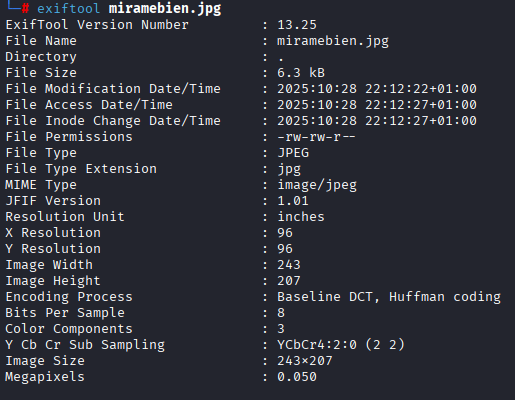 └─# exiftool miramebien.jpg
ExifTool Version Number : 13.25
File Name : miramebien.jpg
Directory : .
File Size : 6.3 kB
File Modification Date/Time : 2025:10:28 22:12:22+01:00
File Access Date/Time : 2025:10:28 22:12:27+01:00
File Inode Change Date/Time : 2025:10:28 22:12:27+01:00
File Permissions : -rw-rw-r--
File Type : JPEG
File Type Extension : jpg
MIME Type : image/jpeg
JFIF Version : 1.01
Resolution Unit : inches
X Resolution : 96
Y Resolution : 96
Image Width : 243
Image Height : 207
Encoding Process : Baseline DCT, Huffman coding
Bits Per Sample : 8
Color Components : 3
Y Cb Cr Sub Sampling : YCbCr4:2:0 (2 2)
Image Size : 243×207
Megapixels : 0.050